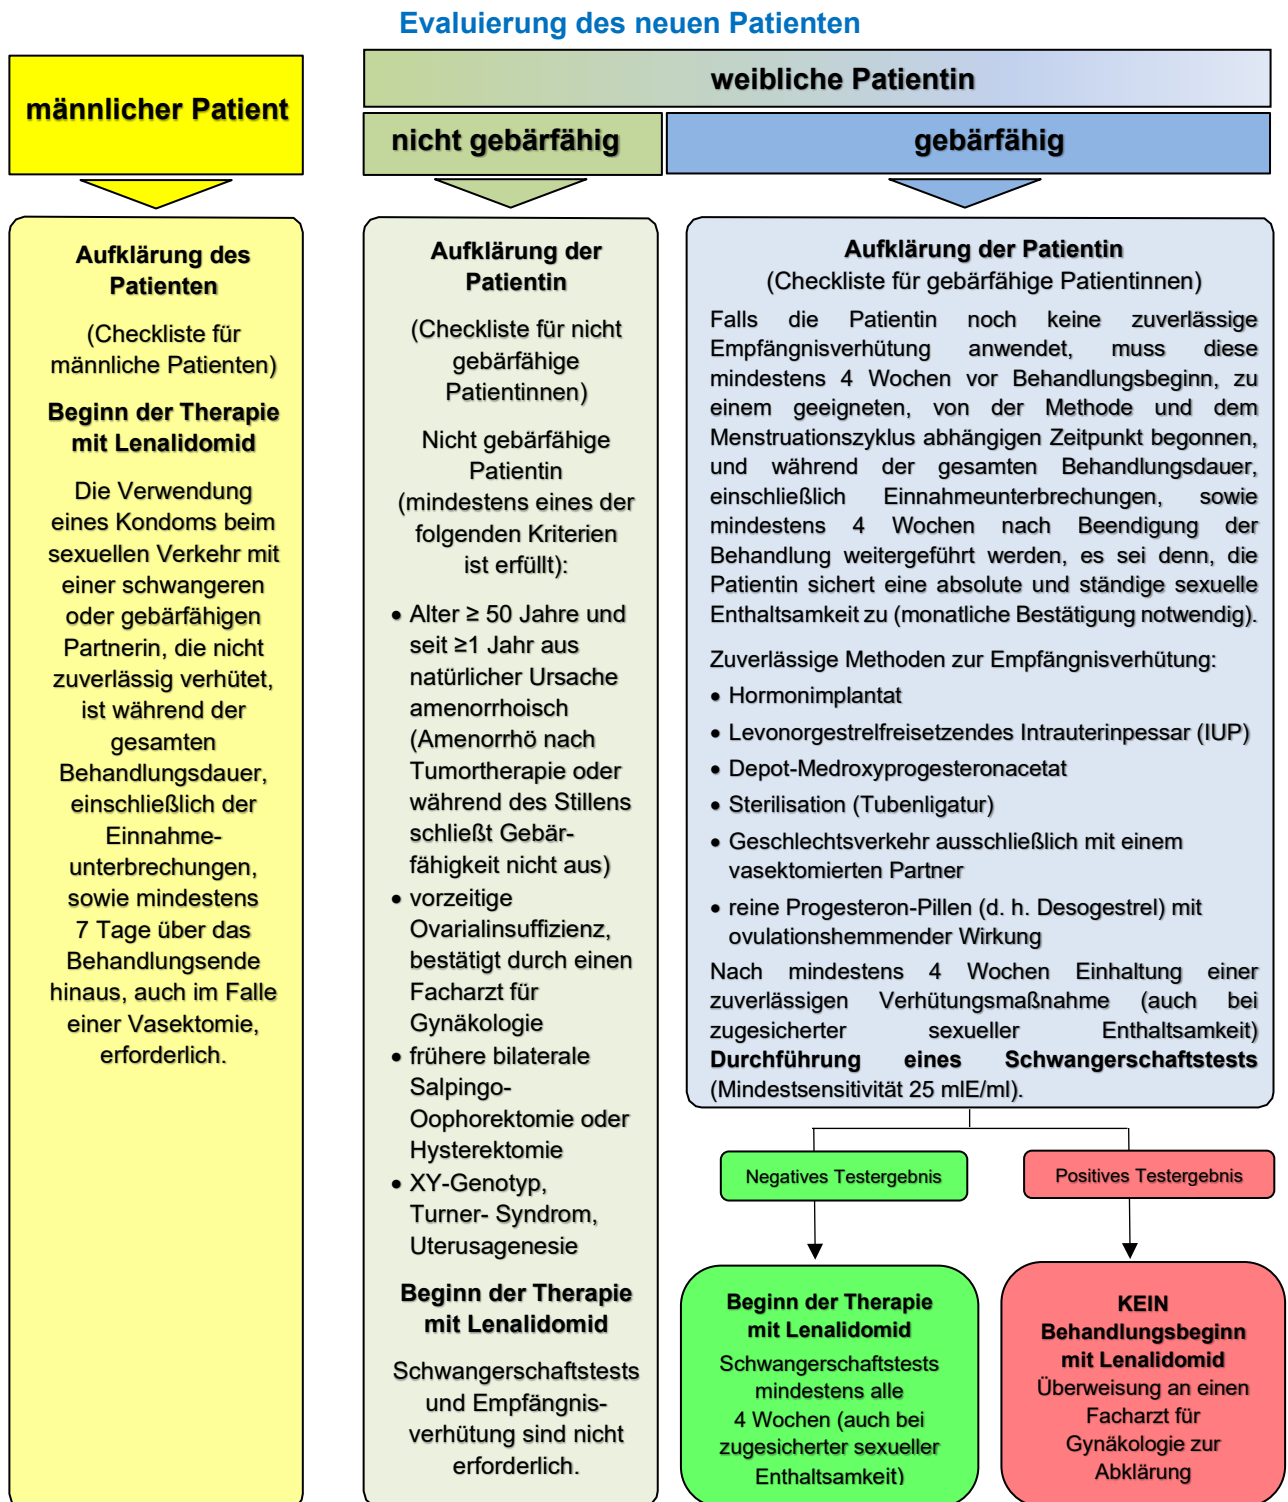 Evaluierung des neuen Patienten
männlicher Patient
weibliche Patientin
nicht gebärfähig
gebärfähig
Aufklärung des
Patienten
(Checkliste für
männliche Patienten)
Beginn der Therapie
mit Lenalidomid
Die Verwendung
eines Kondoms beim
sexuellen Verkehr mit
einer schwangeren
oder gebärfähigen
Partnerin, die nicht
zuverlässig verhütet,
ist während der
gesamten
Behandlungsdauer,
einschließlich der
Einnahme-
unterbrechungen,
sowie mindestens
7 Tage über das
Behandlungsende
hinaus, auch im Falle
einer Vasektomie,
erforderlich.
Aufklärung der
Patientin
(Checkliste für nicht
gebärfähige
Patientinnen)
Nicht gebärfähige
Patientin
(mindestens eines der
folgenden Kriterien
ist erfüllt):
• Alter ≥ 50 Jahre und
seit ≥1 Jahr aus
natürlicher Ursache
amenorrhoisch
(Amenorrhö nach
Tumortherapie oder
während des Stillens
schließt Gebär-
fähigkeit nicht aus)
• vorzeitige
Ovarialinsuffizienz,
bestätigt durch einen
Facharzt für
Gynäkologie
• frühere bilaterale
Salpingo-
Oophorektomie oder
Hysterektomie
• XY-Genotyp,
Turner- Syndrom,
Uterusagenesie
Beginn der Therapie
mit Lenalidomid
Schwangerschaftstests
und Empfängnis-
verhütung sind nicht
erforderlich.
Aufklärung der Patientin
(Checkliste für gebärfähige Patientinnen)
Falls die Patientin noch keine zuverlässige
Empfängnisverhütung anwendet, muss diese
mindestens 4 Wochen vor Behandlungsbeginn, zu
einem geeigneten, von der Methode und dem
Menstruationszyklus abhängigen Zeitpunkt begonnen,
und während der gesamten Behandlungsdauer,
einschließlich Einnahmeunterbrechungen, sowie
mindestens 4 Wochen nach Beendigung der
Behandlung weitergeführt werden, es sei denn, die
Patientin sichert eine absolute und ständige sexuelle
Enthaltsamkeit zu (monatliche Bestätigung notwendig).
Zuverlässige Methoden zur Empfängnisverhütung:
• Hormonimplantat
• Levonorgestrelfreisetzendes Intrauterinpessar (IUP)
• Depot-Medroxyprogesteronacetat
• Sterilisation (Tubenligatur)
• Geschlechtsverkehr ausschließlich mit einem
vasektomierten Partner
• reine Progesteron-Pillen (d. h. Desogestrel) mit
ovulationshemmender Wirkung
Nach mindestens 4 Wochen Einhaltung einer
zuverlässigen Verhütungsmaßnahme (auch bei
zugesicherter sexueller Enthaltsamkeit)
Durchführung eines Schwangerschaftstests
(Mindestsensitivität 25 mlE/ml).
Negatives Testergebnis
Positives Testergebnis
Beginn der Therapie
mit Lenalidomid
Schwangerschaftstests
mindestens alle
4 Wochen (auch bei
zugesicherter sexueller
Enthaltsamkeit)
KEIN
Behandlungsbeginn
mit Lenalidomid
Überweisung an einen
Facharzt für
Gynäkologie zur
Abklärung